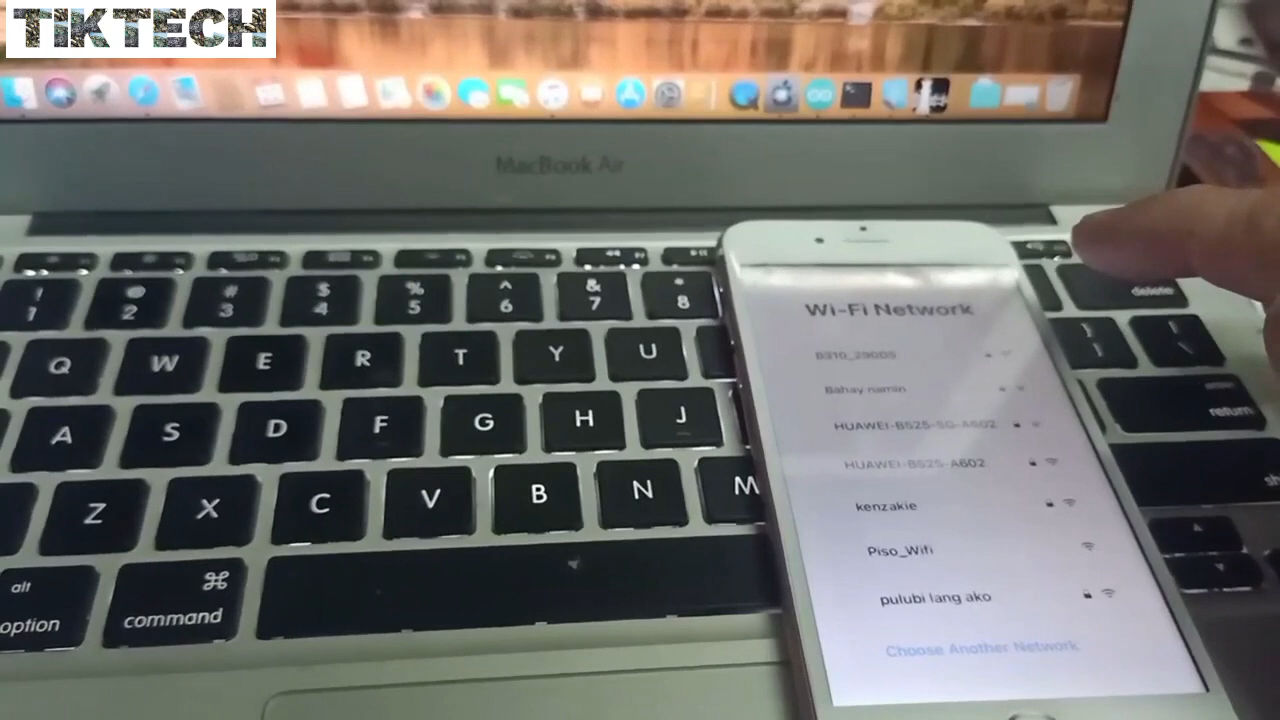 TIKTECH
MacBook Air
! @ # $ % ^ & *
1 2 3 4 5 6 7 8
delete
Q W E R T Y U
return
A S D F G H J
Z X C V B N M
alt
option
⌘
command
Wi-Fi Network
Bahay namin
HUAWEI-B525-5G-A602
HUAWEI-B525-A602
kenzakie
Piso_Wifi
pulubi lang ako
Choose Another Network